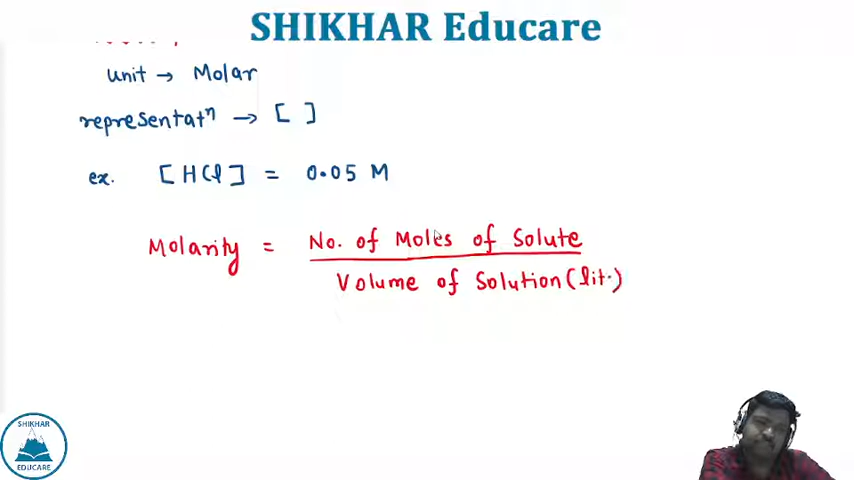 SHIKHAR Educare
unit → Molar
representatⁿ → [ ]
ex. [HCl] = 0.05 M
Molarity = No. of Moles of Solute
Volume of Solution (lit.)
SHIKHAR
EDUCARE